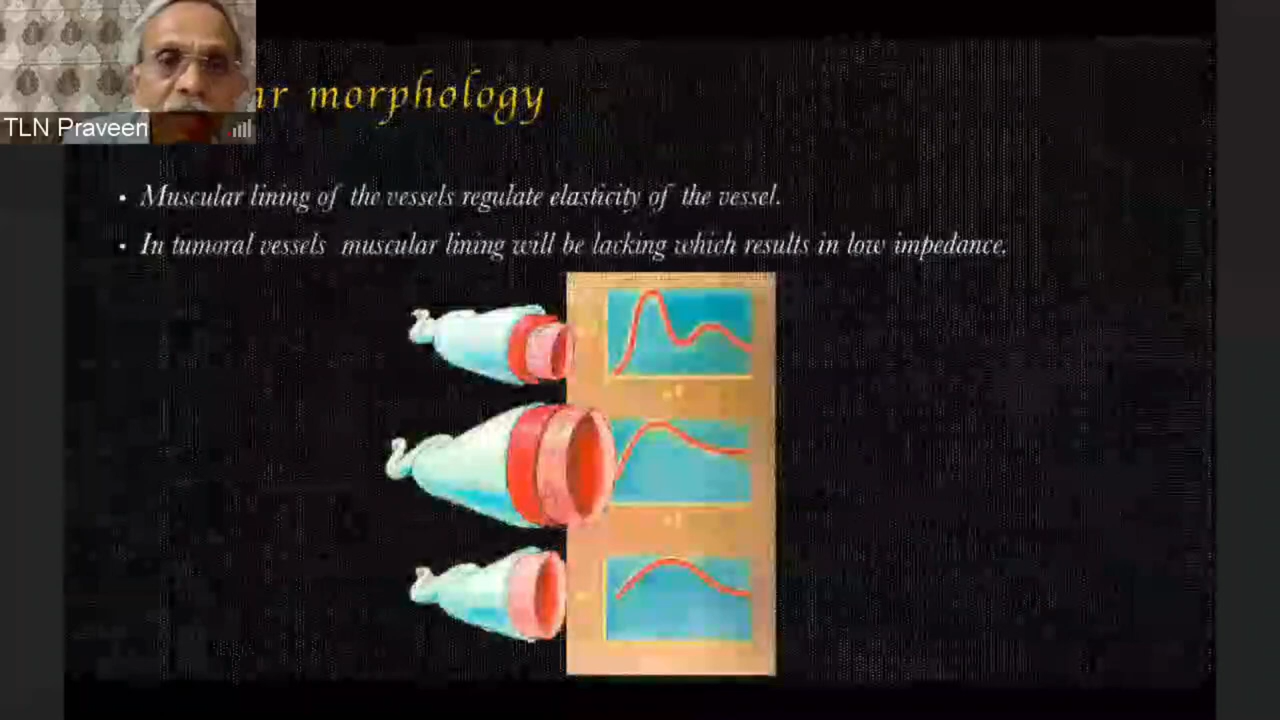 morphology
TLN Praveen
• Muscular lining of the vessels regulate elasticity of the vessel.
• In tumoral vessels muscular lining will be lacking which results in low impedance.